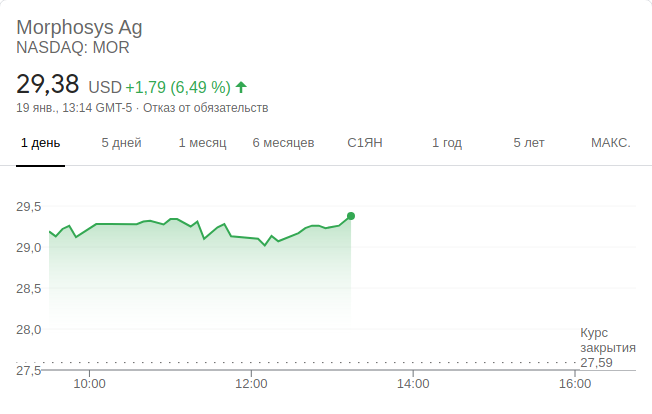 Morphosys Ag
NASDAQ: MOR
29,38 USD +1,79 (6,49 %)
19 янв., 13:14 GMT-5 · Отказ от обязательств
1 день 5 дней 1 месяц 6 месяцев С1ЯН 1 год 5 лет МАКС.
29,5
29,0
28,5
28,0
Курс
закрытия
27,59
27,5
10:00 12:00 14:00 16:00